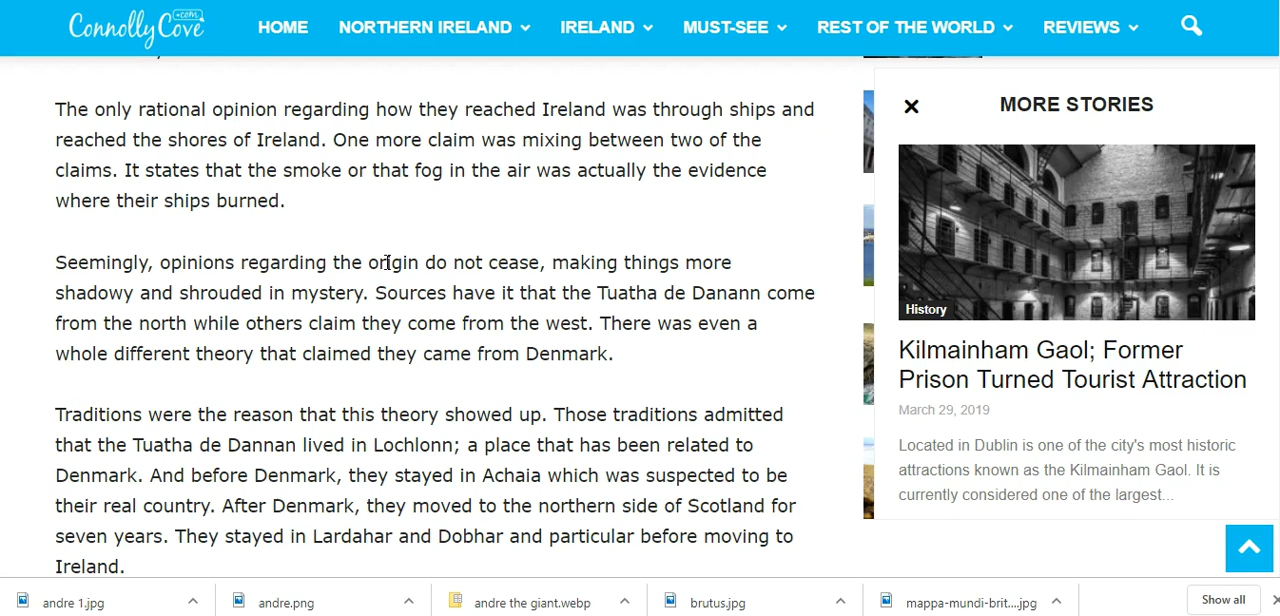 ConnollyCove .com
HOME
NORTHERN IRELAND
IRELAND
MUST-SEE
REST OF THE WORLD
REVIEWS
The only rational opinion regarding how they reached Ireland was through ships and
reached the shores of Ireland. One more claim was mixing between two of the
claims. It states that the smoke or that fog in the air was actually the evidence
where their ships burned.
Seemingly, opinions regarding the origin do not cease, making things more
shadowy and shrouded in mystery. Sources have it that the Tuatha de Danann come
from the north while others claim they come from the west. There was even a
whole different theory that claimed they came from Denmark.
Traditions were the reason that this theory showed up. Those traditions admitted
that the Tuatha de Dannan lived in Lochlonn; a place that has been related to
Denmark. And before Denmark, they stayed in Achaia which was suspected to be
their real country. After Denmark, they moved to the northern side of Scotland for
seven years. They stayed in Lardahar and Dobhar and particular before moving to
Ireland.
MORE STORIES
History
Kilmainham Gaol; Former
Prison Turned Tourist Attraction
March 29, 2019
Located in Dublin is one of the city's most historic
attractions known as the Kilmainham Gaol. It is
currently considered one of the largest...
andre 1.jpg
andre.png
andre the giant.webp
brutus.jpg
mappa-mundi-brit....jpg
Show all